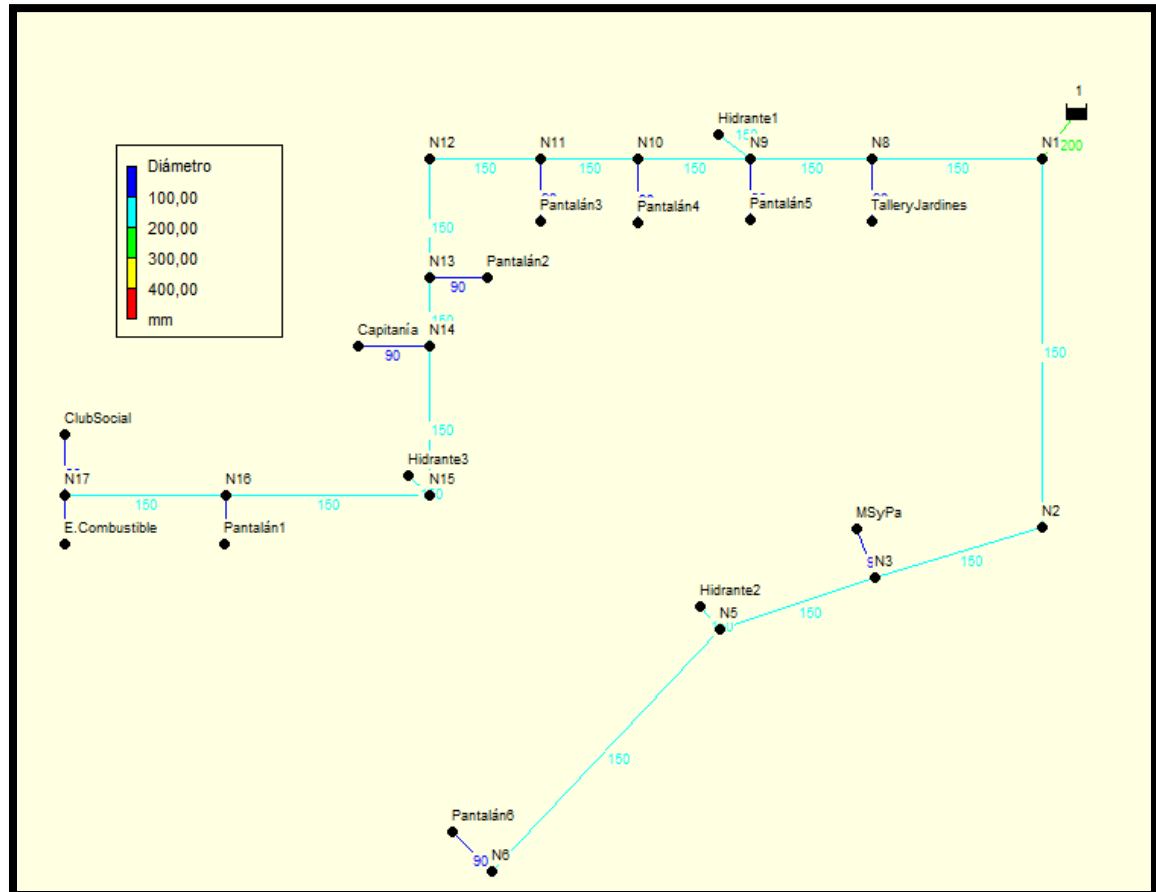 1
Hidrante1
N12
N11
N10
N9
N8
N1
200
150
150
150
150
150
Diámetro
100,00
200,00
300,00
400,00
mm
Pantalán3
Pantalán4
Pantalán5
TalleryJardines
150
N13
Pantalán2
90
Capitanía
N14
90
150
ClubSocial
150
Hidrante3
N17
N16
N15
150
150
E.Combustible
Pantalán1
MSyPa
N2
N3
150
Hidrante2
N5
150
150
Pantalán6
N6
90